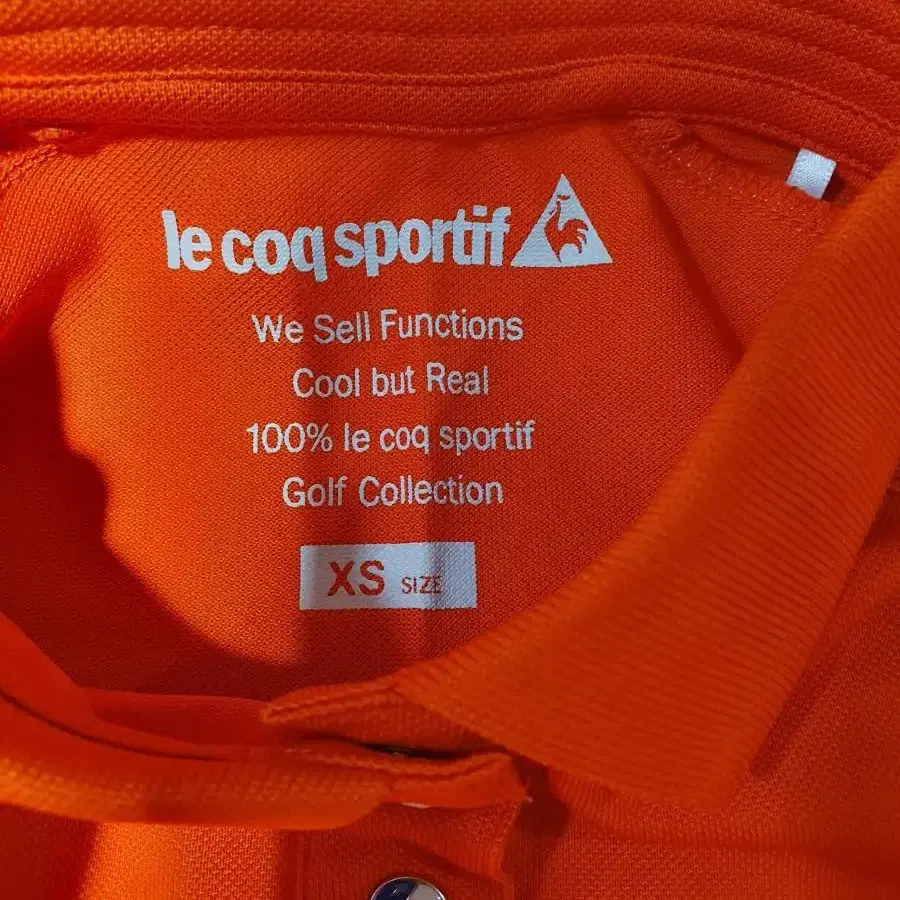 le coq sportif
We Sell Functions
Cool but Real
100% le coq sportif
Golf Collection
XS SIZE